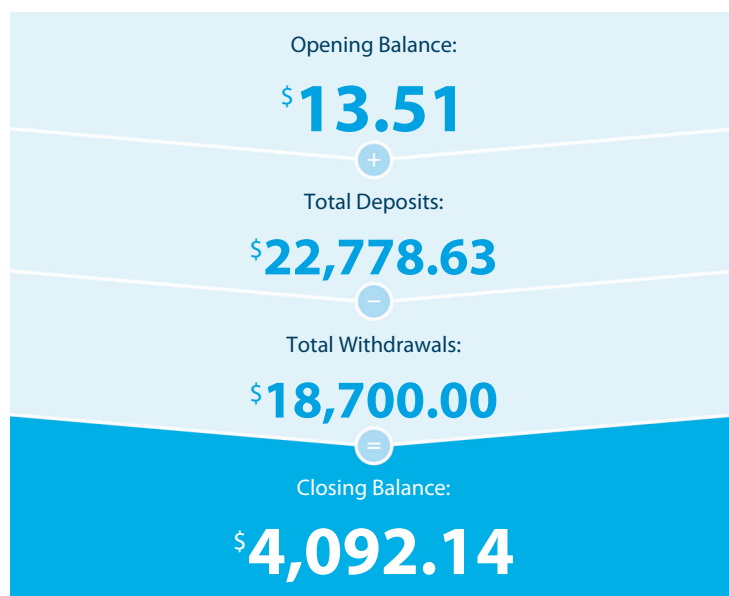 Opening Balance:
$13.51
+
Total Deposits:
$22,778.63
−
Total Withdrawals:
$18,700.00
=
Closing Balance:
$4,092.14